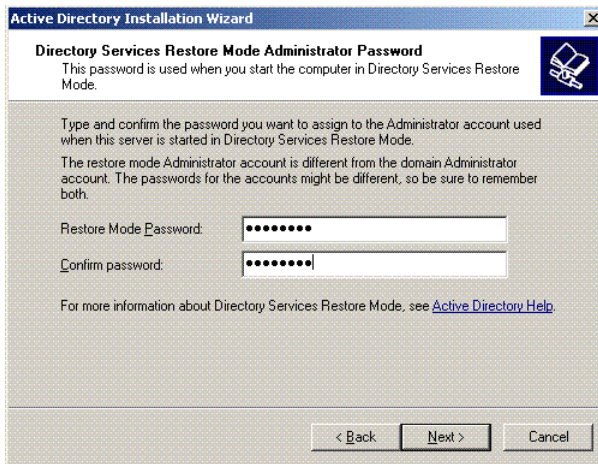 Active Directory Installation Wizard
Directory Services Restore Mode Administrator Password
This password is used when you start the computer in Directory Services Restore
Mode.
Type and confirm the password you want to assign to the Administrator account used
when this server is started in Directory Services Restore Mode.
The restore mode Administrator account is different from the domain Administrator
account. The passwords for the accounts might be different, so be sure to remember
both.
Restore Mode Password: ••••••••
Confirm password: ••••••••
For more information about Directory Services Restore Mode, see Active Directory Help.
< Back Next > Cancel